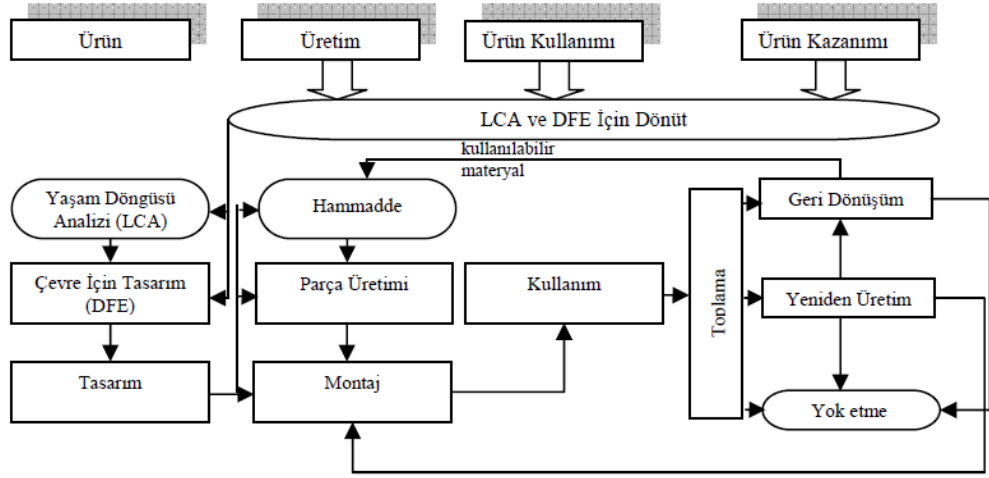 Ürün
Üretim
Ürün Kullanımı
Ürün Kazanımı
LCA ve DFE İçin Dönüt
kullanılabilir
materyal
Yaşam Döngüsü
Analizi (LCA)
Hammadde
Geri Dönüşüm
Çevre İçin Tasarım
(DFE)
Parça Üretimi
Kullanım
Toplama
Yeniden Üretim
Tasarım
Montaj
Yok etme